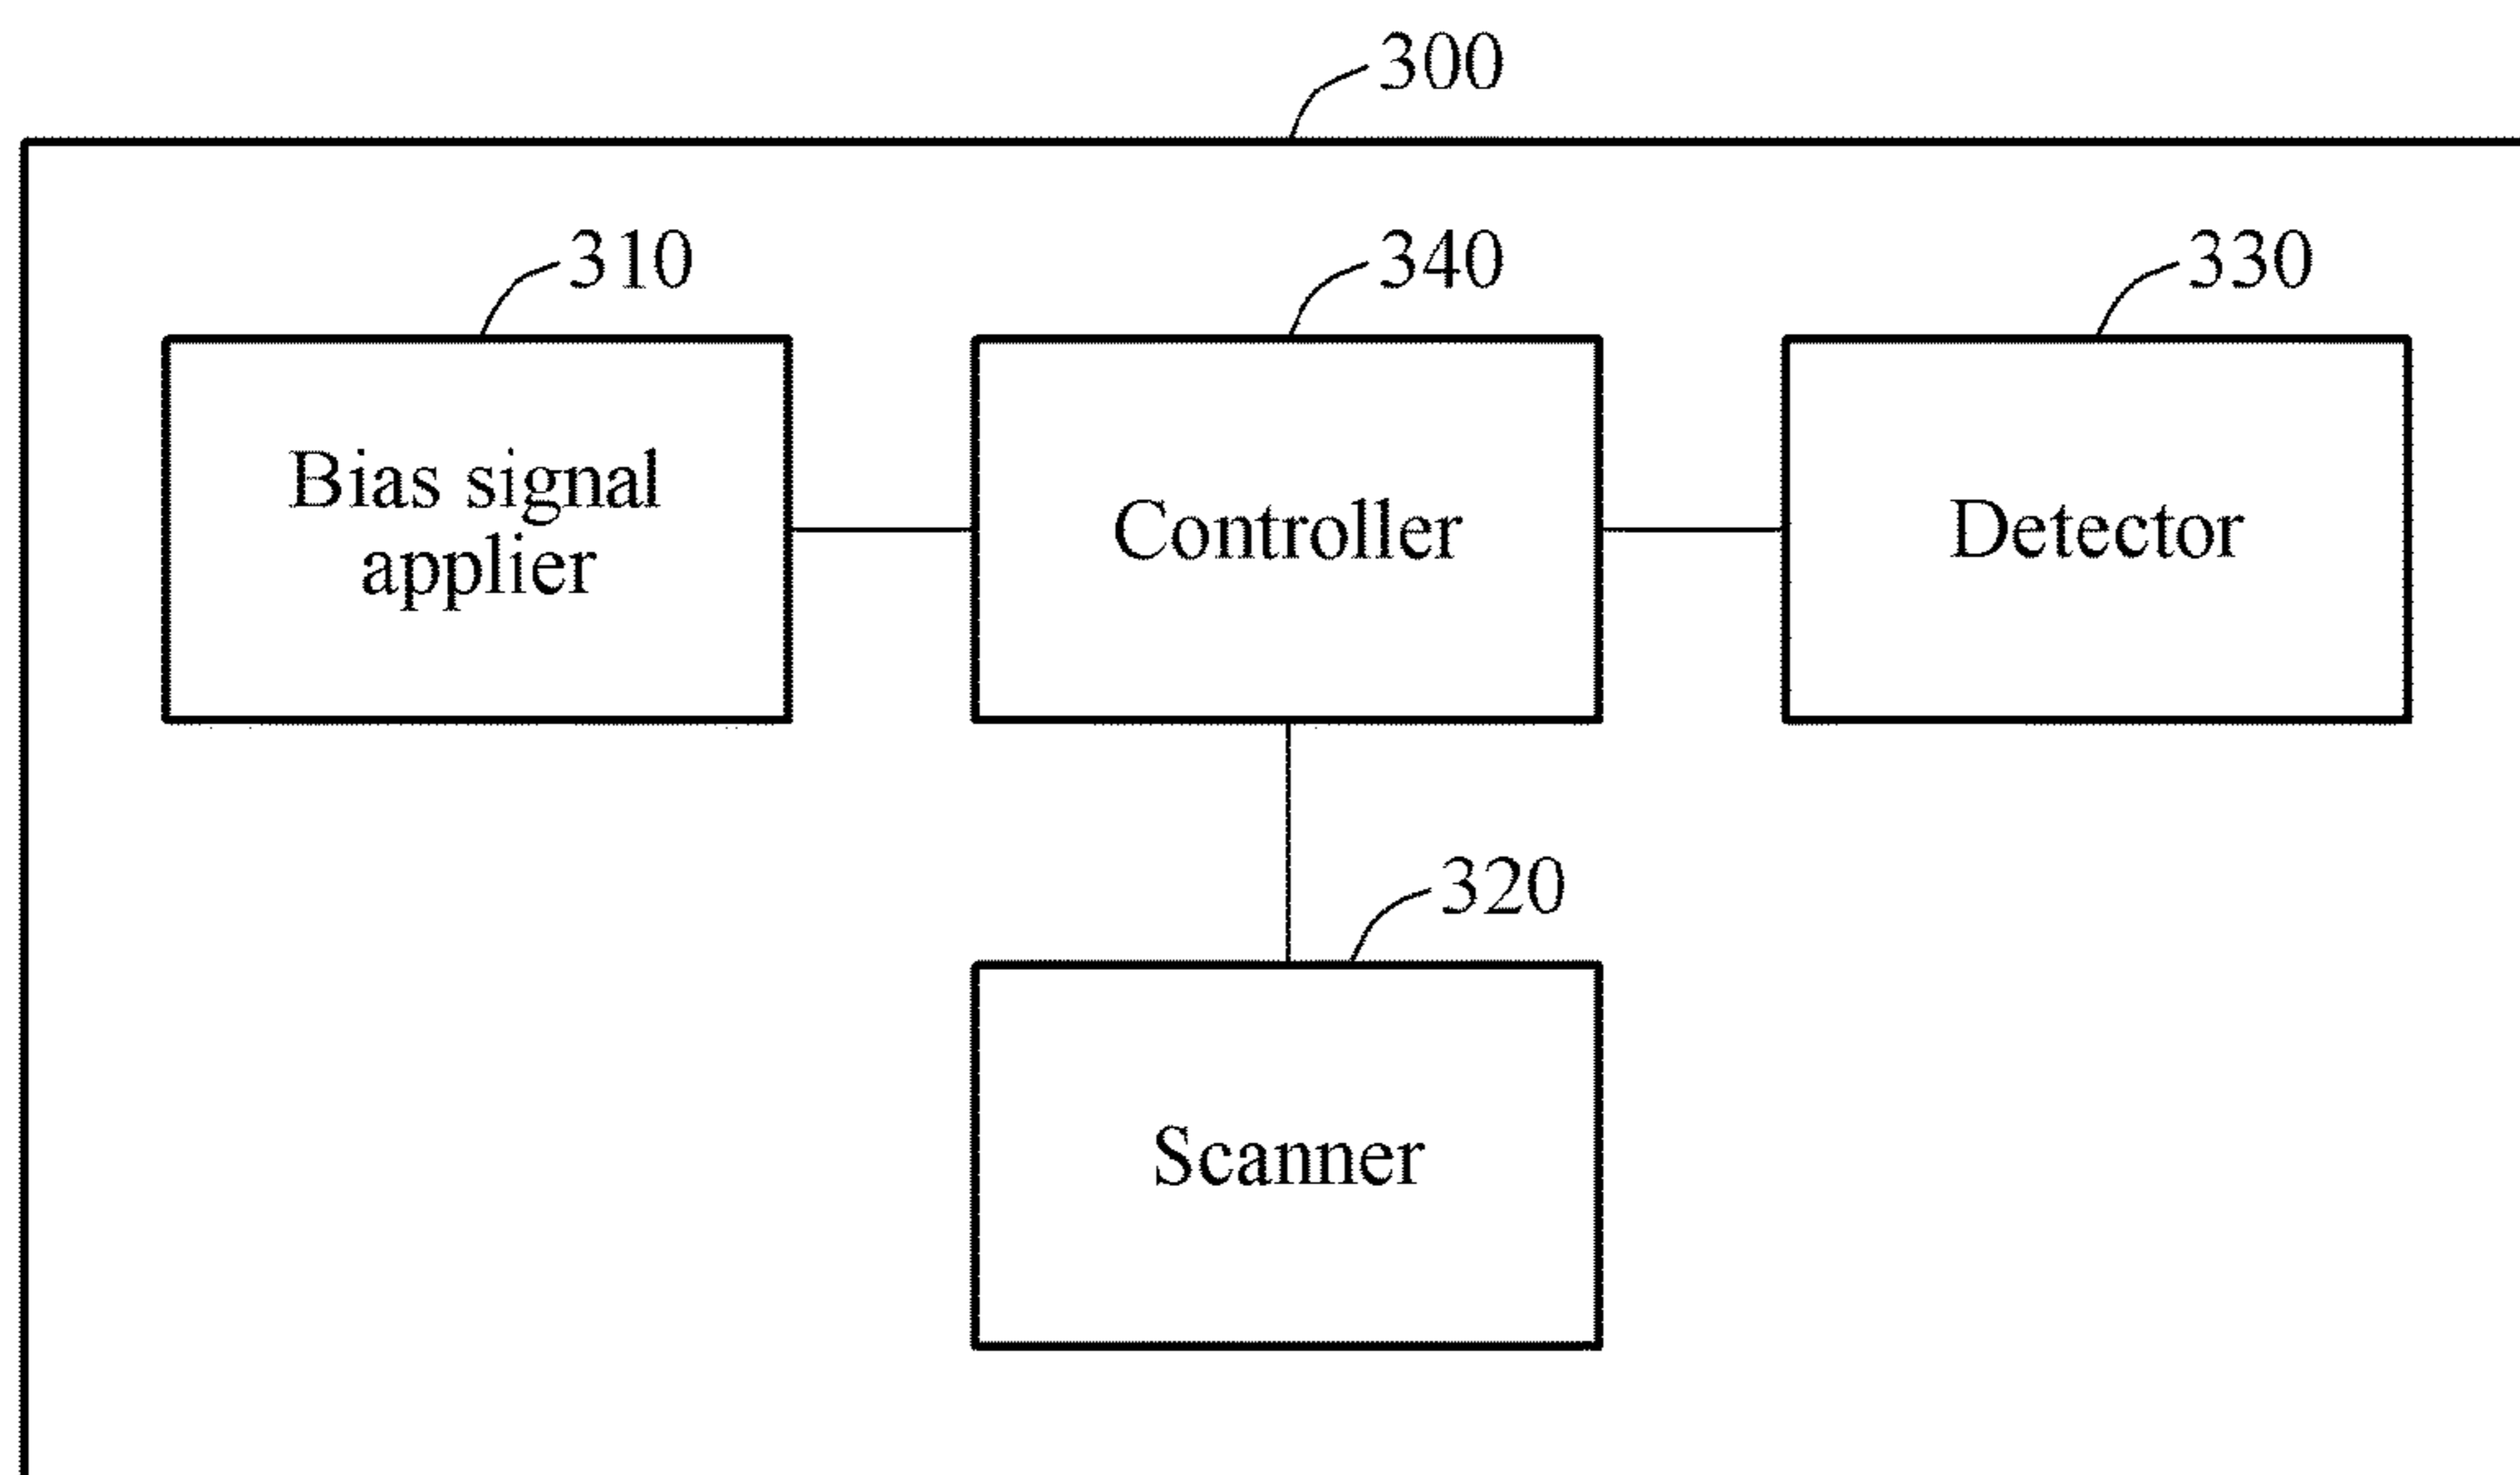 300
310
340
330
Bias signal
applier
Controller
Detector
320
Scanner